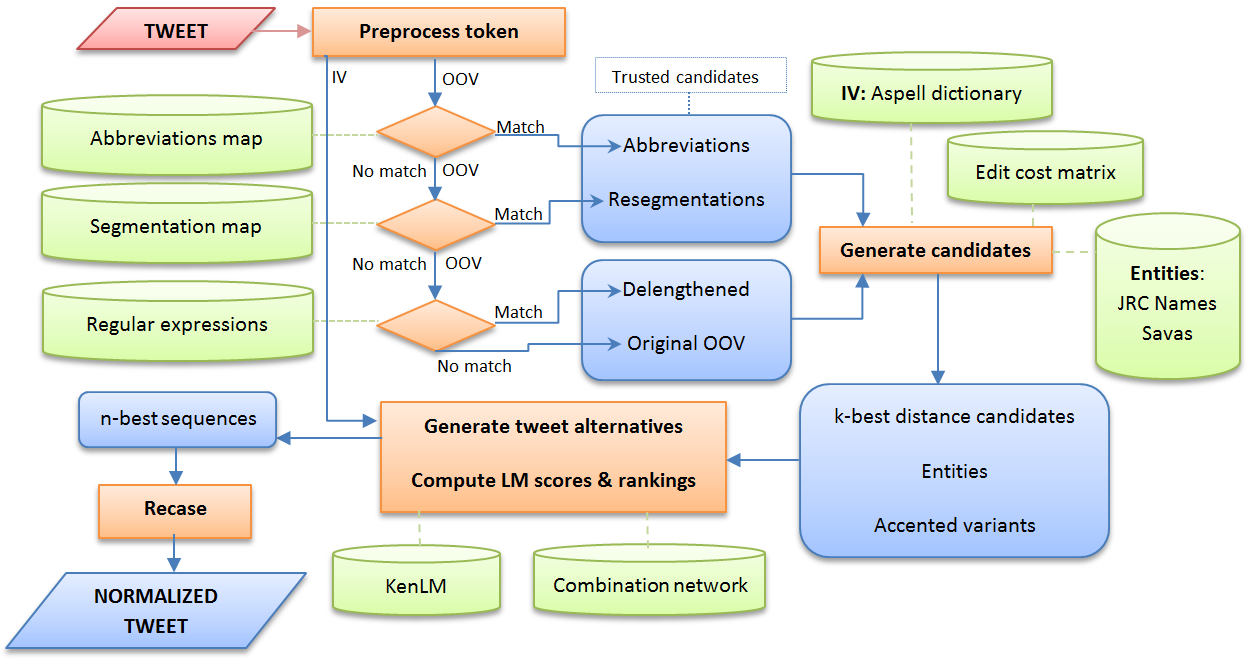 TWEET
Preprocess token
IV
OOV
Trusted candidates
IV: Aspell dictionary
Abbreviations map
Match
Abbreviations
No match
OOV
Edit cost matrix
Segmentation map
Match
Resegmentations
No match
OOV
Generate candidates
Entities:
JRC Names
Savas
Regular expressions
Match
Delengthened
Original OOV
No match
n-best sequences
Generate tweet alternatives
Compute LM scores & rankings
k-best distance candidates
Entities
Accented variants
Recase
KenLM
Combination network
NORMALIZED
TWEET